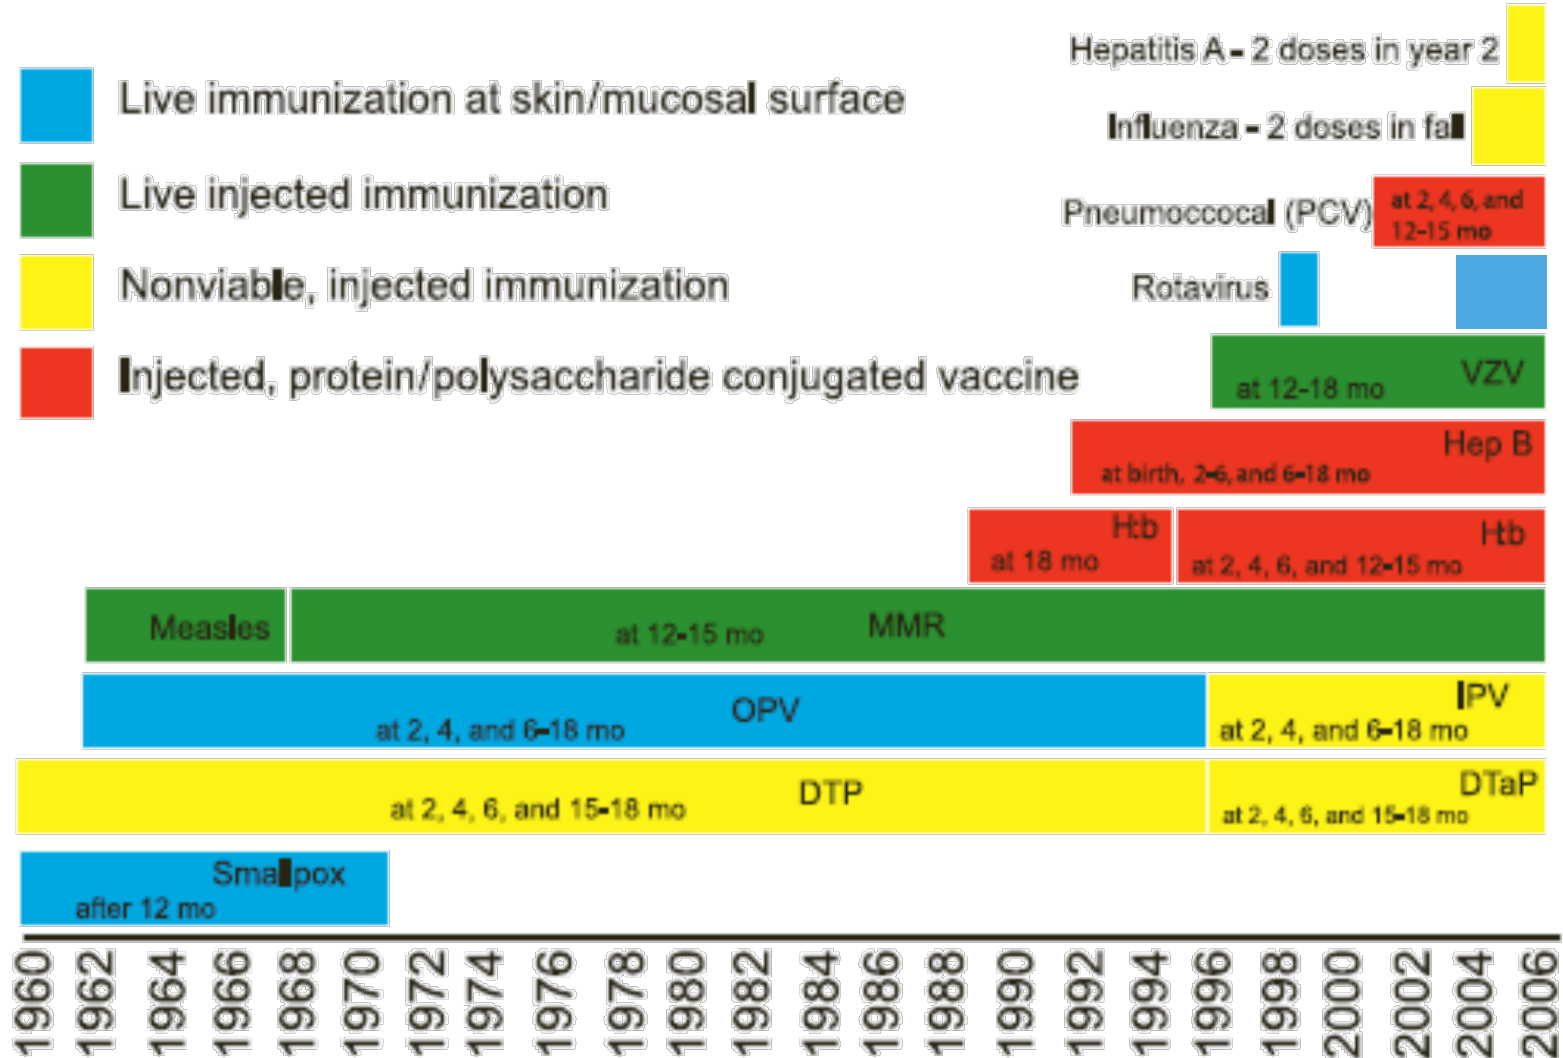 Hepatitis A - 2 doses in year 2
Live immunization at skin/mucosal surface
Influenza - 2 doses in fall
Live injected immunization
Pneumoccocal (PCV)
at 2, 4, 6, and
12-15 mo
Nonviable, injected immunization
Rotavirus
Injected, protein/polysaccharide conjugated vaccine
VZV
at 12-18 mo
Hep B
at birth, 2-6, and 6-18 mo
Hib
at 18 mo
Hib
at 2, 4, 6, and 12-15 mo
Measles
MMR
at 12-15 mo
OPV
at 2, 4, and 6-18 mo
IPV
at 2, 4, and 6-18 mo
DTP
at 2, 4, 6, and 15-18 mo
DTaP
at 2, 4, 6, and 15-18 mo
Smallpox
after 12 mo
1960 1962 1964 1966 1968 1970 1972 1974 1976 1978 1980 1982 1984 1986 1988 1990 1992 1994 1996 1998 2000 2002 2004 2006